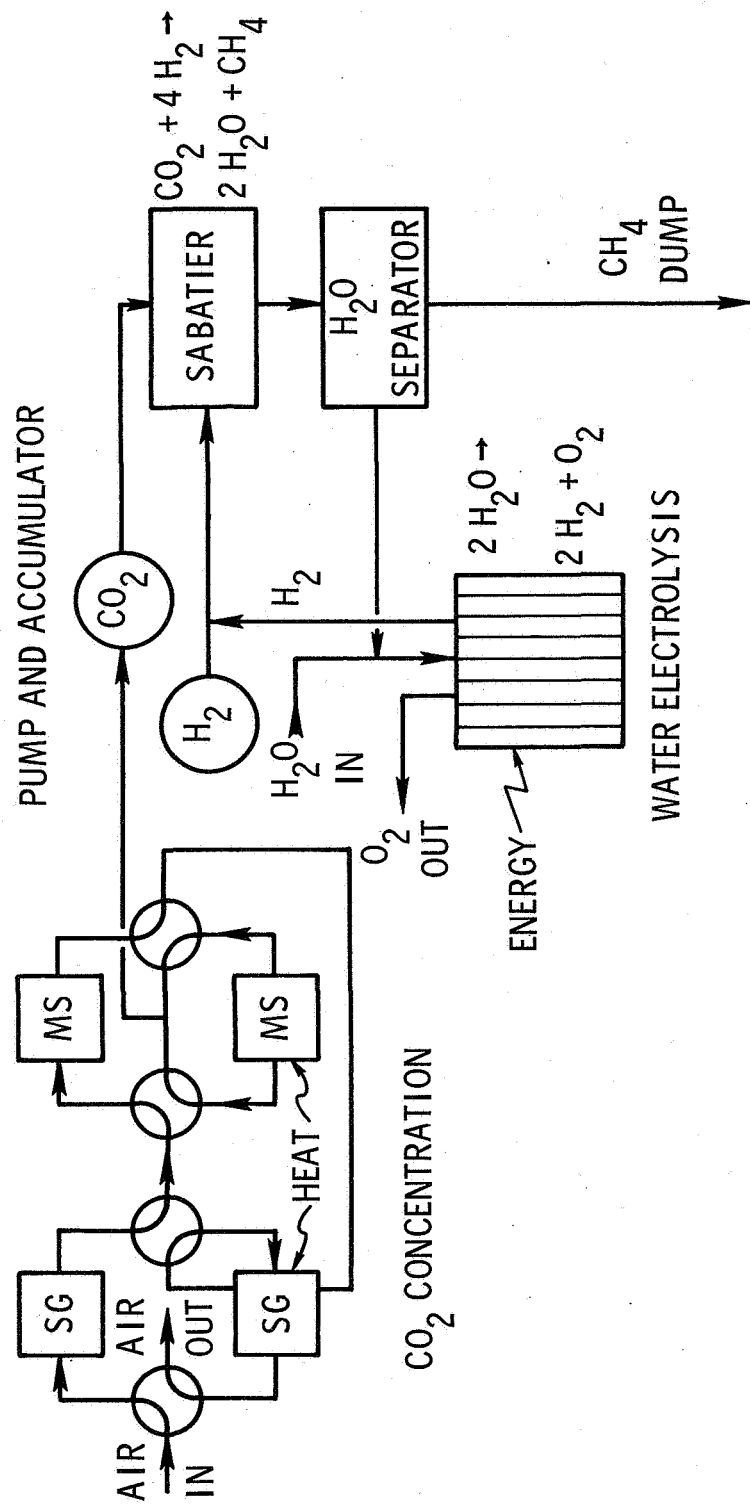 PUMP AND ACCUMULATOR
MS
CO2
SG
CO2 + 4 H2 →
2 H2O + CH4
SABATIER
H2
AIR
IN
AIR
OUT
H2O
SEPARATOR
H2
H2O
IN
MS
SG
HEAT
O2
OUT
2 H2O →
2 H2 + O2
ENERGY
CH4
DUMP
CO2 CONCENTRATION
WATER ELECTROLYSIS